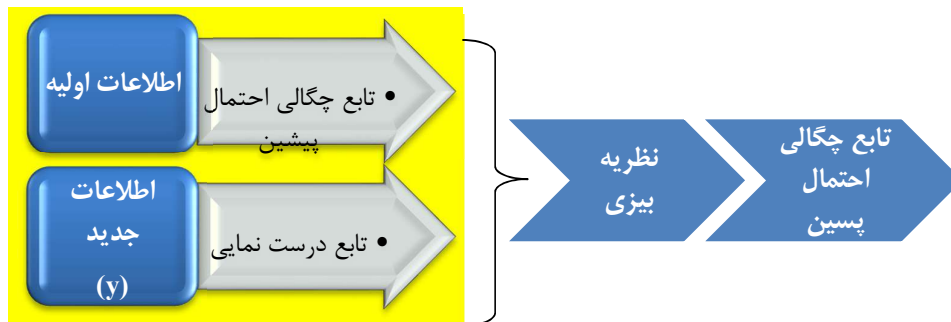 اطلاعات اولیه
• تابع چگالی احتمال
پیشین
اطلاعات
جدید
(y)
• تابع درست نمایی
نظریه
بیزی
تابع چگالی
احتمال
پسین